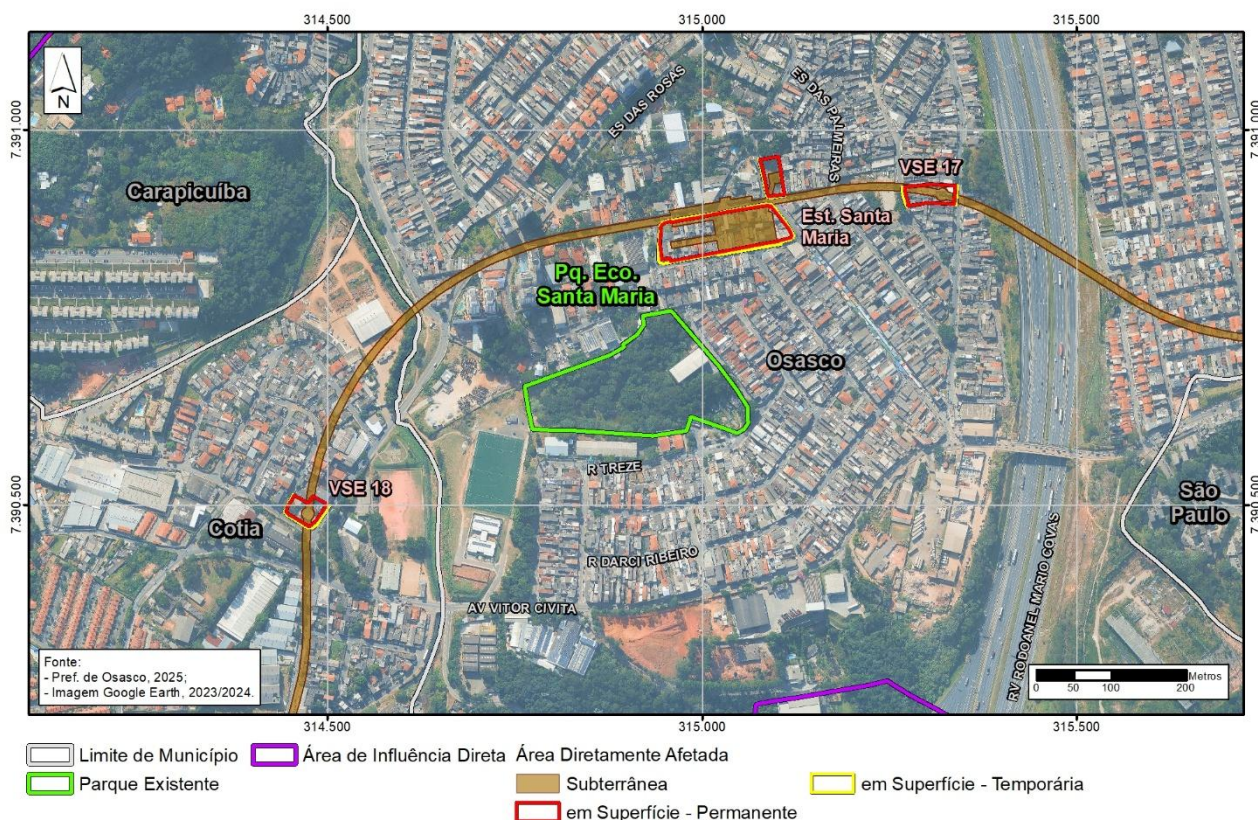 314.500
315.000
315.500
7.391.000
7.391.000
N
ES DAS ROSAS
ES DAS PALMEIRAS
Carapicuíba
VSE 17
Est. Santa
Maria
Pq. Eco.
Santa Maria
Osasco
R TREZE
VSE 18
7.390.500
7.390.500
Cotia
São
Paulo
R DARCI RIBEIRO
AV VITOR CIVITA
RV RODOANEL MARIO COVAS
Fonte:
- Pref. de Osasco, 2025;
- Imagem Google Earth, 2023/2024.
Metros
0 50 100 200
314.500
315.000
315.500
Limite de Município
Área de Influência Direta
Área Diretamente Afetada
Parque Existente
Subterrânea
em Superfície - Temporária
em Superfície - Permanente